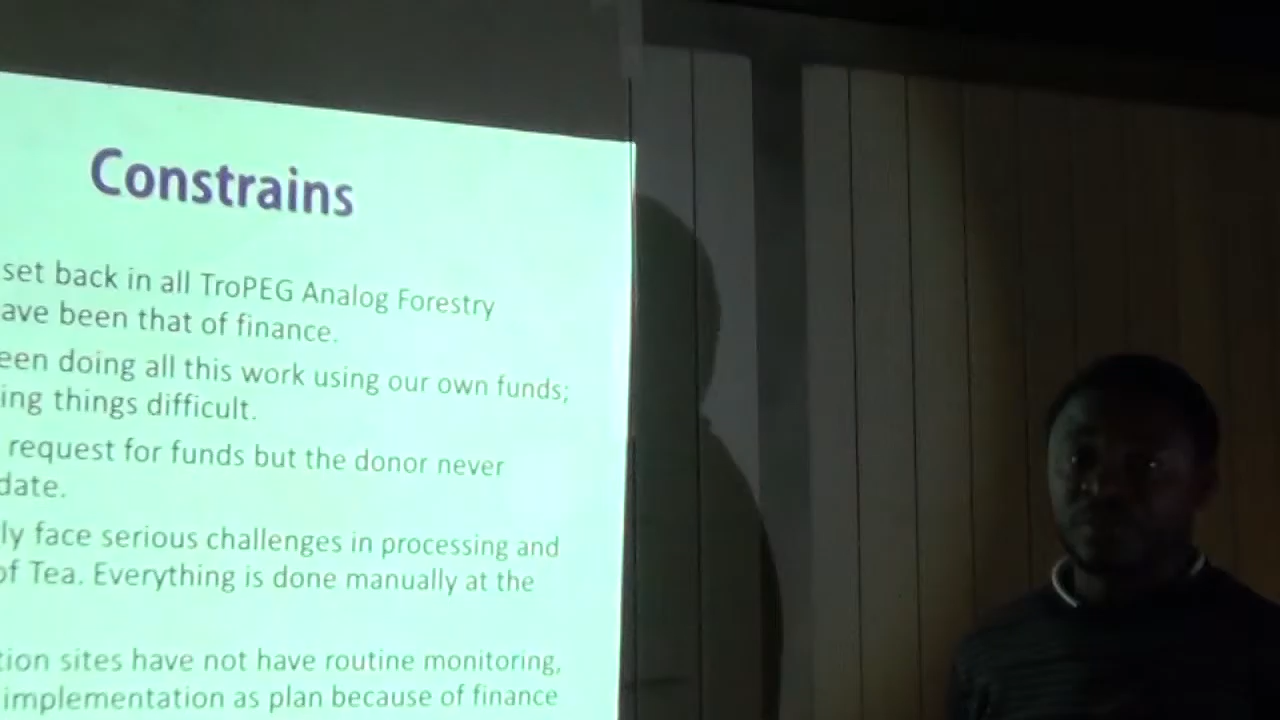 Constrains
set back in all TroPEG Analog Forestry
ave been that of finance.
een doing all this work using our own funds;
ing things difficult.
request for funds but the donor never
date.
ly face serious challenges in processing and
of Tea. Everything is done manually at the
tion sites have not have routine monitoring,
implementation as plan because of finance